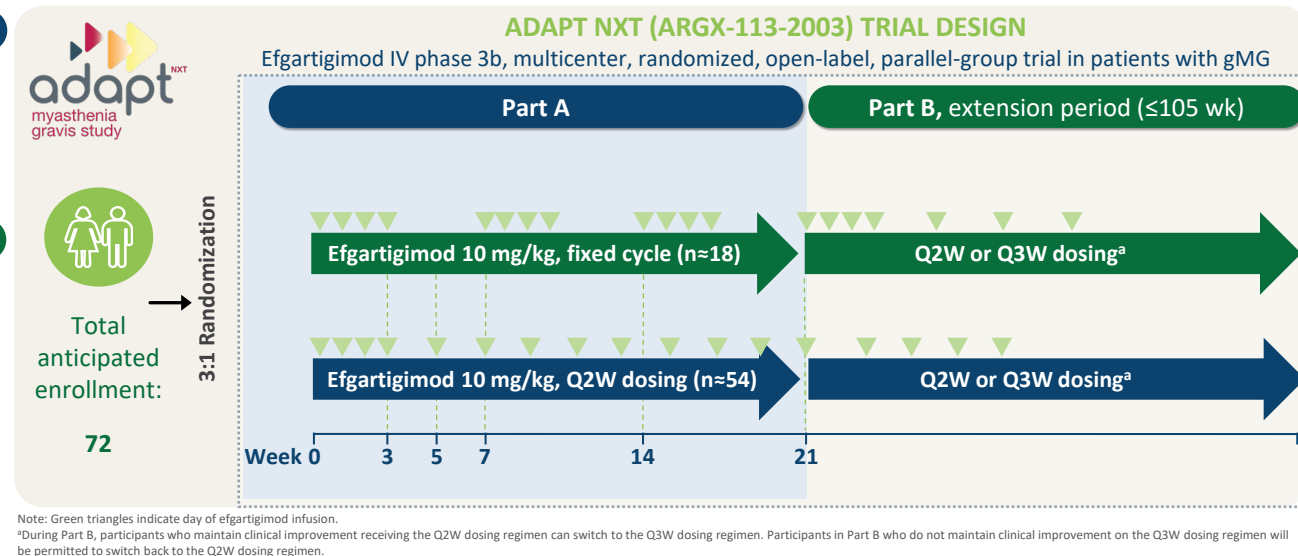 ADAPT NXT (ARGX-113-2003) TRIAL DESIGN
Efgartigimod IV phase 3b, multicenter, randomized, open-label, parallel-group trial in patients with gMG
adapt NXT
myasthenia
gravis study
Part A
Part B, extension period (≤105 wk)
Total
anticipated
enrollment:
72
3:1 Randomization
Efgartigimod 10 mg/kg, fixed cycle (n≈18)
Q2W or Q3W dosingᵃ
Efgartigimod 10 mg/kg, Q2W dosing (n≈54)
Q2W or Q3W dosingᵃ
Week 0 3 5 7 14 21
Note: Green triangles indicate day of efgartigimod infusion.
ᵃDuring Part B, participants who maintain clinical improvement receiving the Q2W dosing regimen can switch to the Q3W dosing regimen. Participants in Part B who do not maintain clinical improvement on the Q3W dosing regimen will
be permitted to switch back to the Q2W dosing regimen.